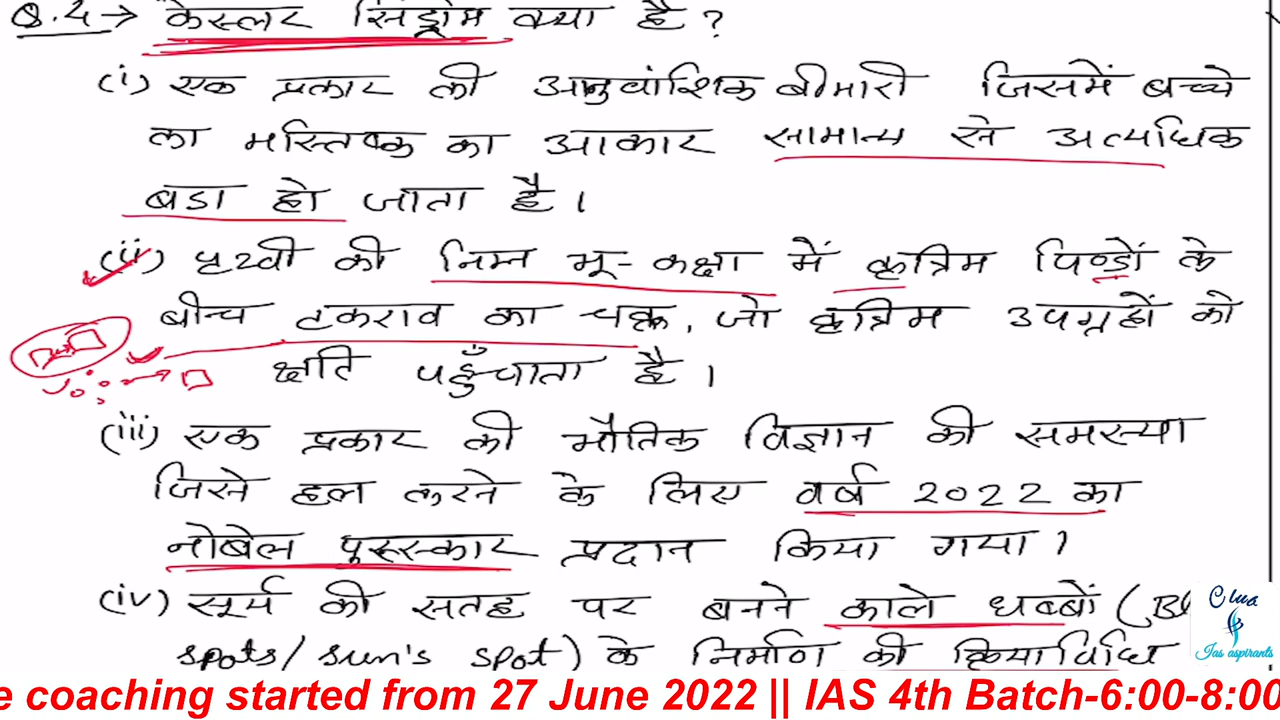 Q.4→ केस्लर सिंड्रोम क्या है?
(i) एक प्रकार की आनुवांशिक बीमारी जिसमें बच्चे
का मस्तिष्क का आकार सामान्य से अत्यधिक
बडा हो जाता है।
(ii) पृथ्वी की निम्न भू-कक्षा में कृत्रिम पिण्डों के
बीच टकराव का चक्र, जो कृत्रिम उपग्रहों को
क्षति पहुँचाता है।
(iii) एक प्रकार की भौतिक विज्ञान की समस्या
जिसे हल करने के लिए वर्ष 2022 का
नोबेल पुरुस्कार प्रदान किया गया।
(iv) सूर्य की सतह पर बनने काले धब्बों (
spots/sun's spot) के निर्माण की क्रियाविधि
Clua
Ias aspirants
e coaching started from 27 June 2022 || IAS 4th Batch-6:00-8:00